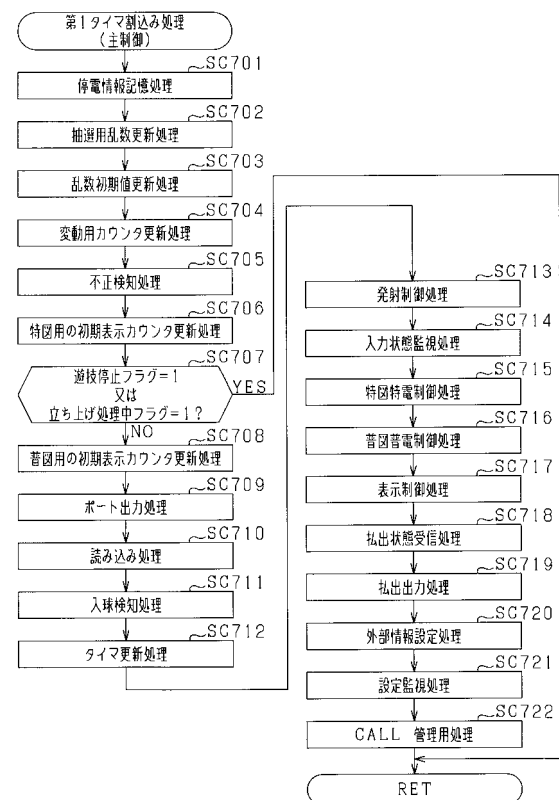 第1タイマ割込み処理
(主制御)
SC701
停電情報記憶処理
SC702
抽選用乱数更新処理
SC703
乱数初期値更新処理
SC704
変動用カウンタ更新処理
SC705
不正検知処理
SC706
特図用の初期表示カウンタ更新処理
SC707
遊技停止フラグ=1
又は
立ち上げ処理中フラグ=1?
YES
NO
SC708
普図用の初期表示カウンタ更新処理
SC709
ポート出力処理
SC710
読み込み処理
SC711
入球検知処理
SC712
タイマ更新処理
SC713
発射制御処理
SC714
入力状態監視処理
SC715
特図特電制御処理
SC716
普図普電制御処理
SC717
表示制御処理
SC718
払出状態受信処理
SC719
払出出力処理
SC720
外部情報設定処理
SC721
設定監視処理
SC722
CALL 管理用処理
RET